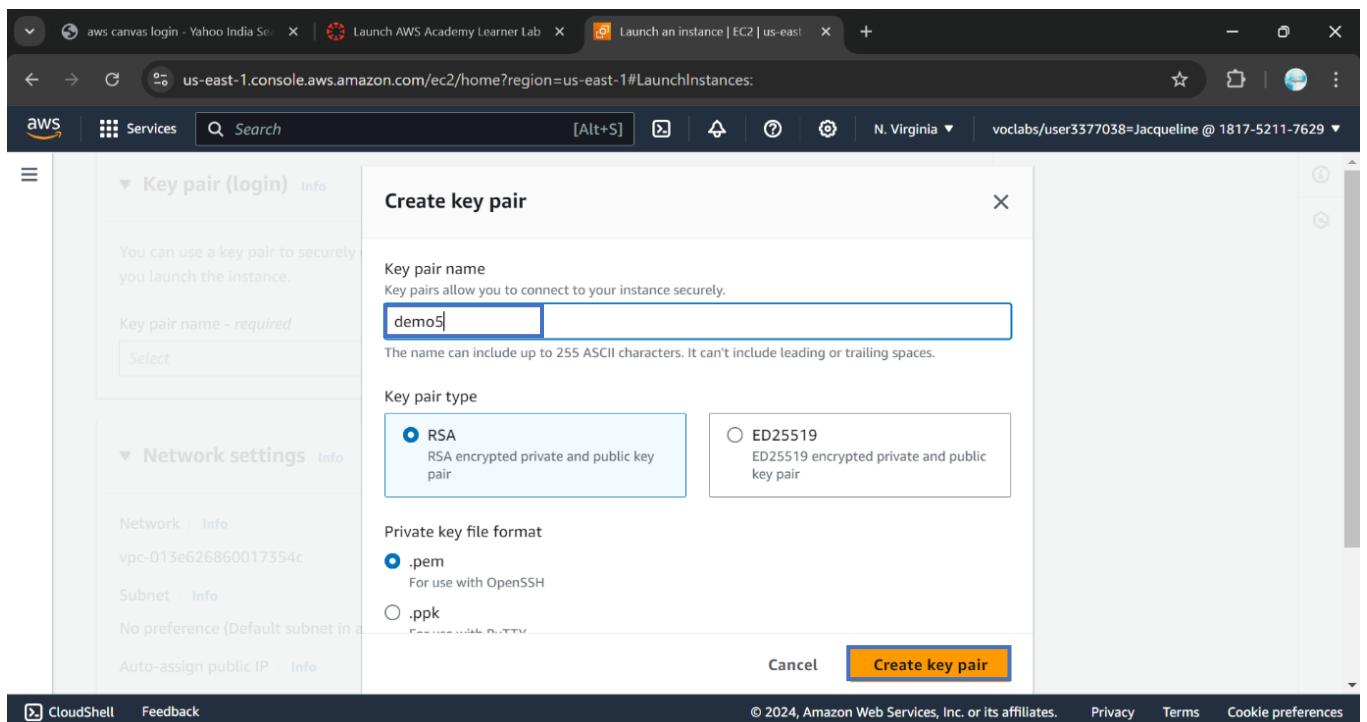 aws canvas login - Yahoo India Se
Launch AWS Academy Learner Lab
Launch an instance | EC2 | us-east-
us-east-1.console.aws.amazon.com/ec2/home?region=us-east-1#LaunchInstances:
aws
Services
Search
[Alt+S]
N. Virginia
voclabs/user3377038=Jacqueline @ 1817-5211-7629
Key pair (login) Info
You can use a key pair to securely
you launch the instance.
Key pair name - required
Select
Network settings Info
Network Info
vpc-013e626860017354c
Subnet Info
No preference (Default subnet in a
Auto-assign public IP Info
Create key pair
Key pair name
Key pairs allow you to connect to your instance securely.
demo5
The name can include up to 255 ASCII characters. It can't include leading or trailing spaces.
Key pair type
RSA
RSA encrypted private and public key
pair
ED25519
ED25519 encrypted private and public
key pair
Private key file format
.pem
For use with OpenSSH
.ppk
For use with PuTTY
Cancel
Create key pair
CloudShell
Feedback
© 2024, Amazon Web Services, Inc. or its affiliates.
Privacy
Terms
Cookie preferences